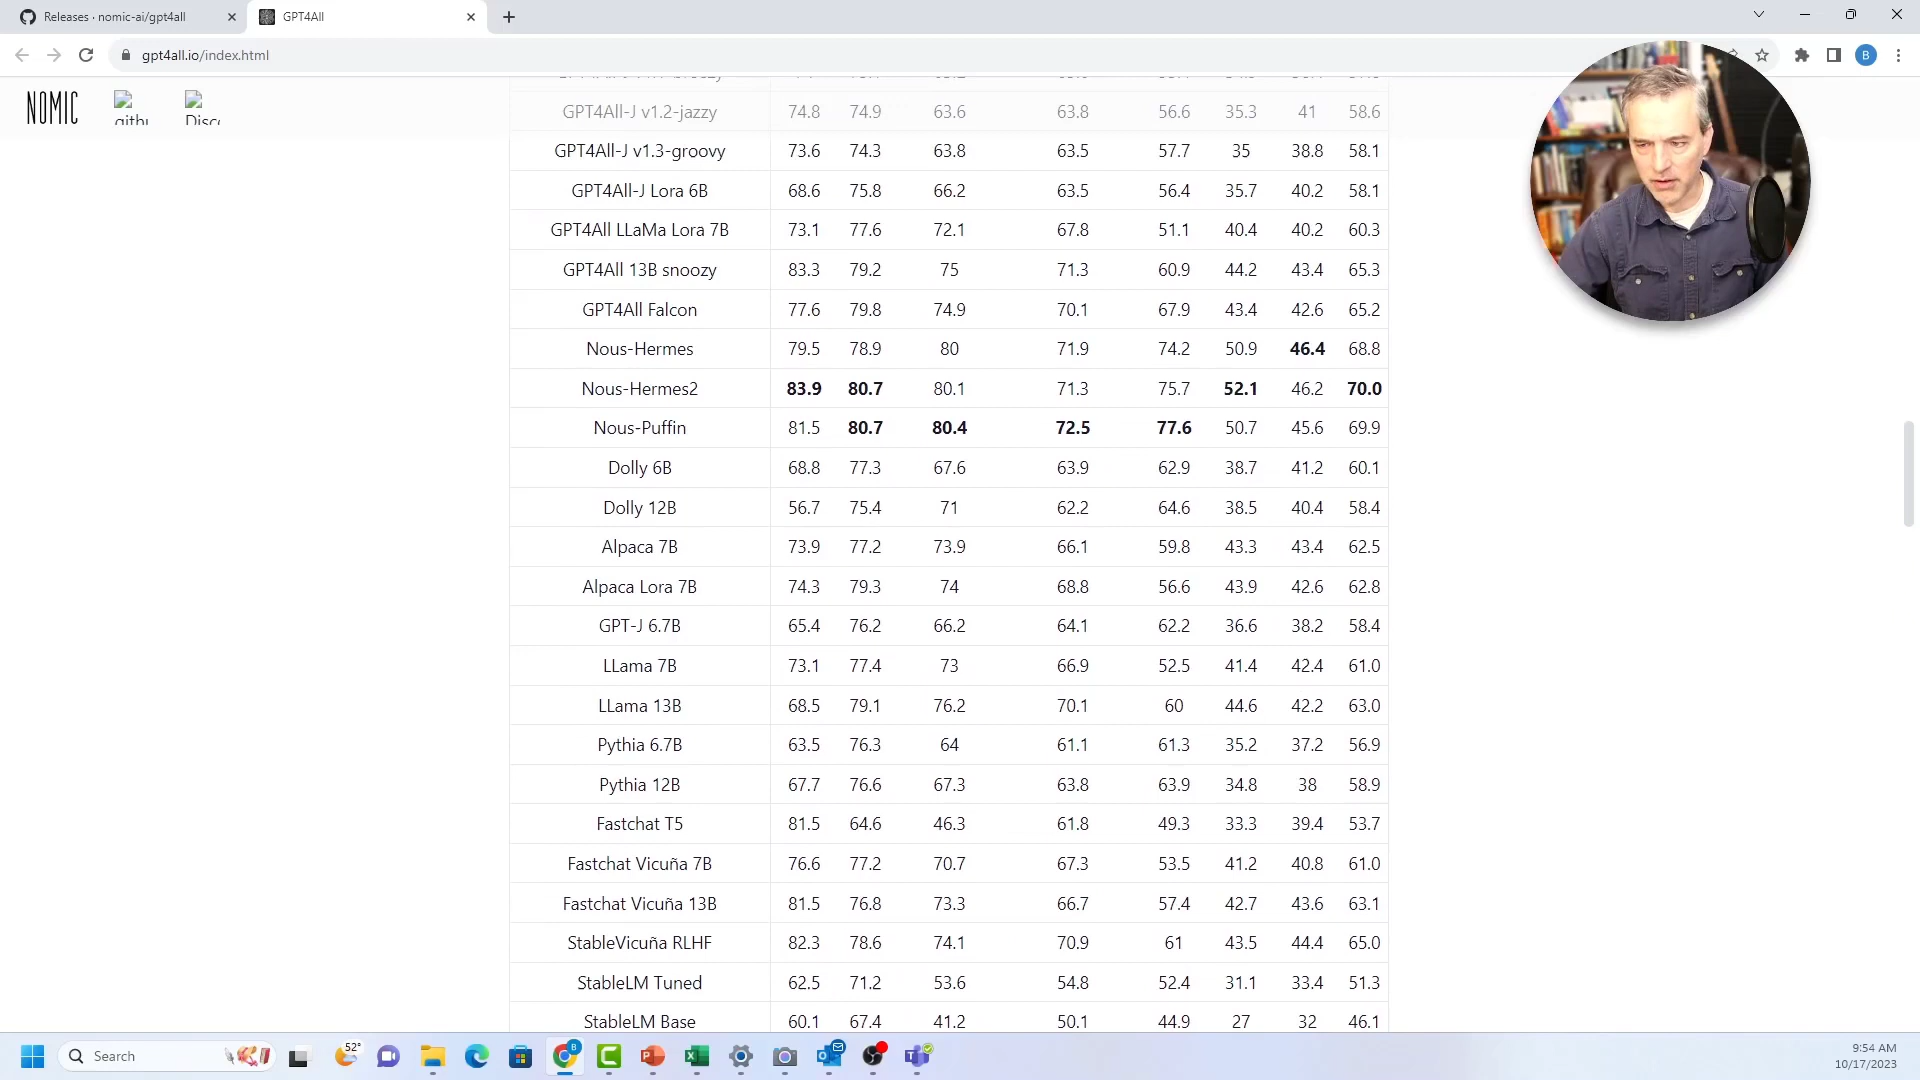 Releases · nomic-ai/gpt4all
GPT4All
gpt4all.io/index.html
B
NOMIC
githu
Disco
GPT4All-J v1.2-jazzy 74.8 74.9 63.6 63.8 56.6 35.3 41 58.6
GPT4All-J v1.3-groovy 73.6 74.3 63.8 63.5 57.7 35 38.8 58.1
GPT4All-J Lora 6B 68.6 75.8 66.2 63.5 56.4 35.7 40.2 58.1
GPT4All LLaMa Lora 7B 73.1 77.6 72.1 67.8 51.1 40.4 40.2 60.3
GPT4All 13B snoozy 83.3 79.2 75 71.3 60.9 44.2 43.4 65.3
GPT4All Falcon 77.6 79.8 74.9 70.1 67.9 43.4 42.6 65.2
Nous-Hermes 79.5 78.9 80 71.9 74.2 50.9 46.4 68.8
Nous-Hermes2 83.9 80.7 80.1 71.3 75.7 52.1 46.2 70.0
Nous-Puffin 81.5 80.7 80.4 72.5 77.6 50.7 45.6 69.9
Dolly 6B 68.8 77.3 67.6 63.9 62.9 38.7 41.2 60.1
Dolly 12B 56.7 75.4 71 62.2 64.6 38.5 40.4 58.4
Alpaca 7B 73.9 77.2 73.9 66.1 59.8 43.3 43.4 62.5
Alpaca Lora 7B 74.3 79.3 74 68.8 56.6 43.9 42.6 62.8
GPT-J 6.7B 65.4 76.2 66.2 64.1 62.2 36.6 38.2 58.4
LLama 7B 73.1 77.4 73 66.9 52.5 41.4 42.4 61.0
LLama 13B 68.5 79.1 76.2 70.1 60 44.6 42.2 63.0
Pythia 6.7B 63.5 76.3 64 61.1 61.3 35.2 37.2 56.9
Pythia 12B 67.7 76.6 67.3 63.8 63.9 34.8 38 58.9
Fastchat T5 81.5 64.6 46.3 61.8 49.3 33.3 39.4 53.7
Fastchat Vicuña 7B 76.6 77.2 70.7 67.3 53.5 41.2 40.8 61.0
Fastchat Vicuña 13B 81.5 76.8 73.3 66.7 57.4 42.7 43.6 63.1
StableVicuña RLHF 82.3 78.6 74.1 70.9 61 43.5 44.4 65.0
StableLM Tuned 62.5 71.2 53.6 54.8 52.4 31.1 33.4 51.3
StableLM Base 60.1 67.4 41.2 50.1 44.9 27 32 46.1
Search
52°
9:54 AM
10/17/2023